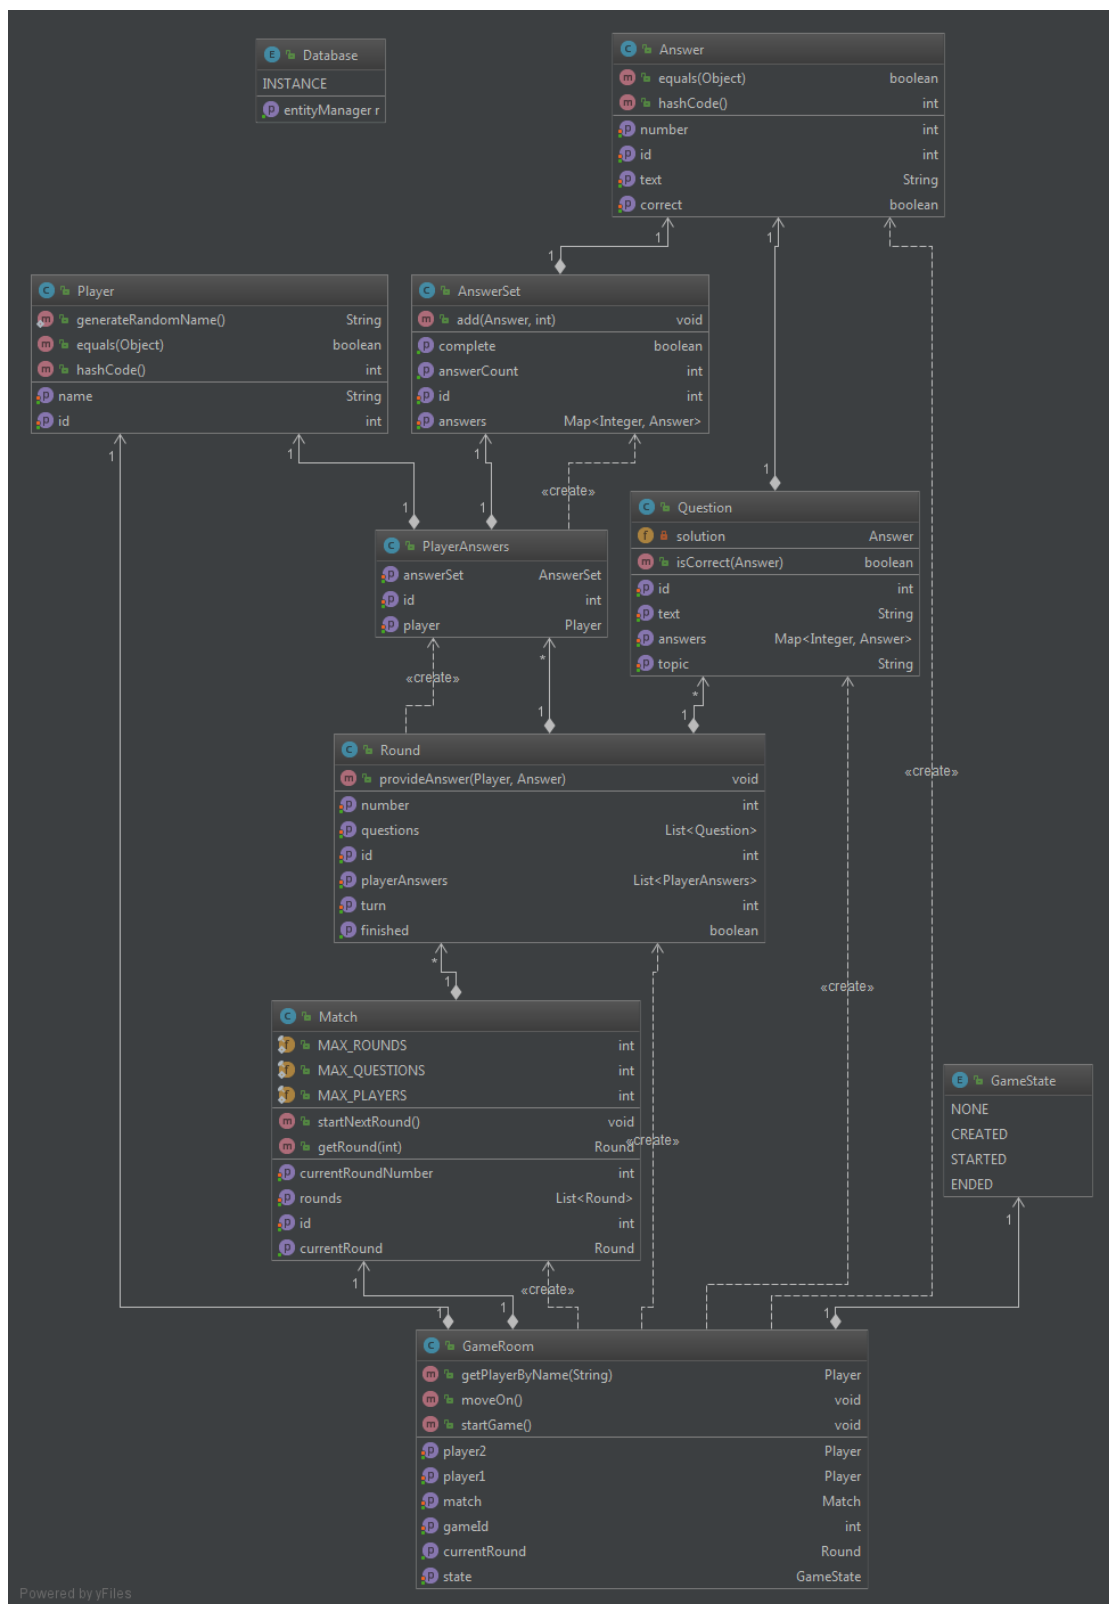 Database
INSTANCE
entityManager r
Answer
equals(Object) boolean
hashCode() int
number int
id int
text String
correct boolean
1
1
1
Player
generateRandomName() String
equals(Object) boolean
hashCode() int
name String
id int
AnswerSet
add(Answer, int) void
complete boolean
answerCount int
id int
answers Map<Integer, Answer>
1
1
1
1
«create»
1
1
Question
solution Answer
isCorrect(Answer) boolean
id int
text String
answers Map<Integer, Answer>
topic String
PlayerAnswers
answerSet AnswerSet
id int
player Player
«create»
*
1
*
1
Round
provideAnswer(Player, Answer) void
number int
questions List<Question>
id int
playerAnswers List<PlayerAnswers>
turn int
finished boolean
«create»
*
1
«create»
Match
MAX_ROUNDS int
MAX_QUESTIONS int
MAX_PLAYERS int
startNextRound() void
getRound(int) Round
currentRoundNumber int
rounds List<Round>
id int
currentRound Round
«create»
GameState
NONE
CREATED
STARTED
ENDED
1
1
«create»
1
1
1
GameRoom
getPlayerByName(String) Player
moveOn() void
startGame() void
player2 Player
player1 Player
match Match
gameId int
currentRound Round
state GameState
Powered by yFiles